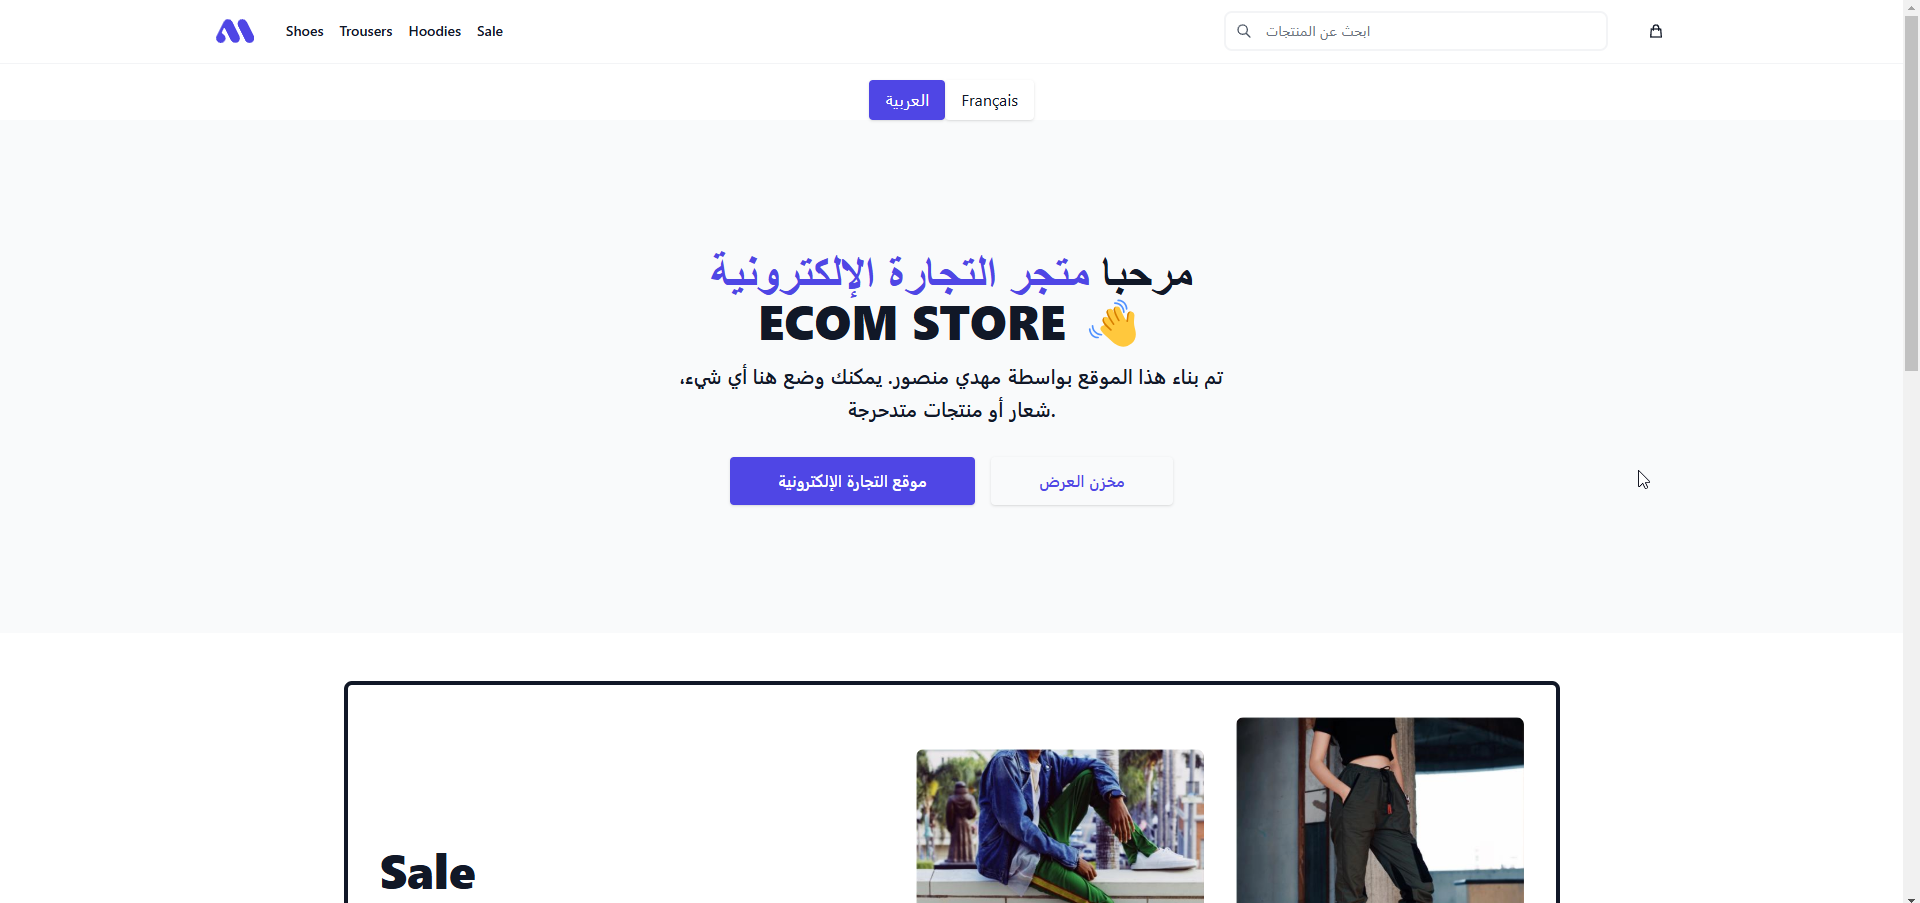 Shoes Trousers Hoodies Sale
ابحث عن المنتجات
العربية Français
مرحبا متجر التجارة الإلكترونية
ECOM STORE 👋
تم بناء هذا الموقع بواسطة مهدي منصور. يمكنك وضع هنا أي شيء،
شعار أو منتجات متدحرجة.
موقع التجارة الإلكترونية
مخزن العرض
Sale